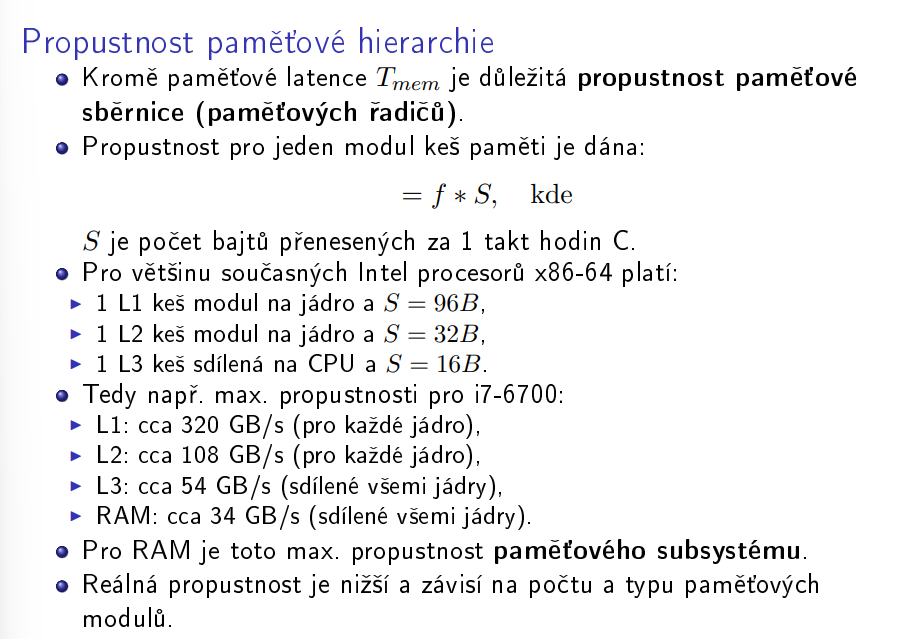 Propustnost paměťové hierarchie
Kromě paměťové latence T_mem je důležitá propustnost paměťové
sběrnice (paměťových řadičů).
Propustnost pro jeden modul keš paměti je dána:
= f * S, kde
S je počet bajtů přenesených za 1 takt hodin C.
Pro většinu současných Intel procesorů x86-64 platí:
1 L1 keš modul na jádro a S = 96B,
1 L2 keš modul na jádro a S = 32B,
1 L3 keš sdílená na CPU a S = 16B.
Tedy např. max. propustnosti pro i7-6700:
L1: cca 320 GB/s (pro každé jádro),
L2: cca 108 GB/s (pro každé jádro),
L3: cca 54 GB/s (sdílené všemi jádry),
RAM: cca 34 GB/s (sdílené všemi jádry).
Pro RAM je toto max. propustnost paměťového subsystému.
Reálná propustnost je nižší a závisí na počtu a typu paměťových
modulů.